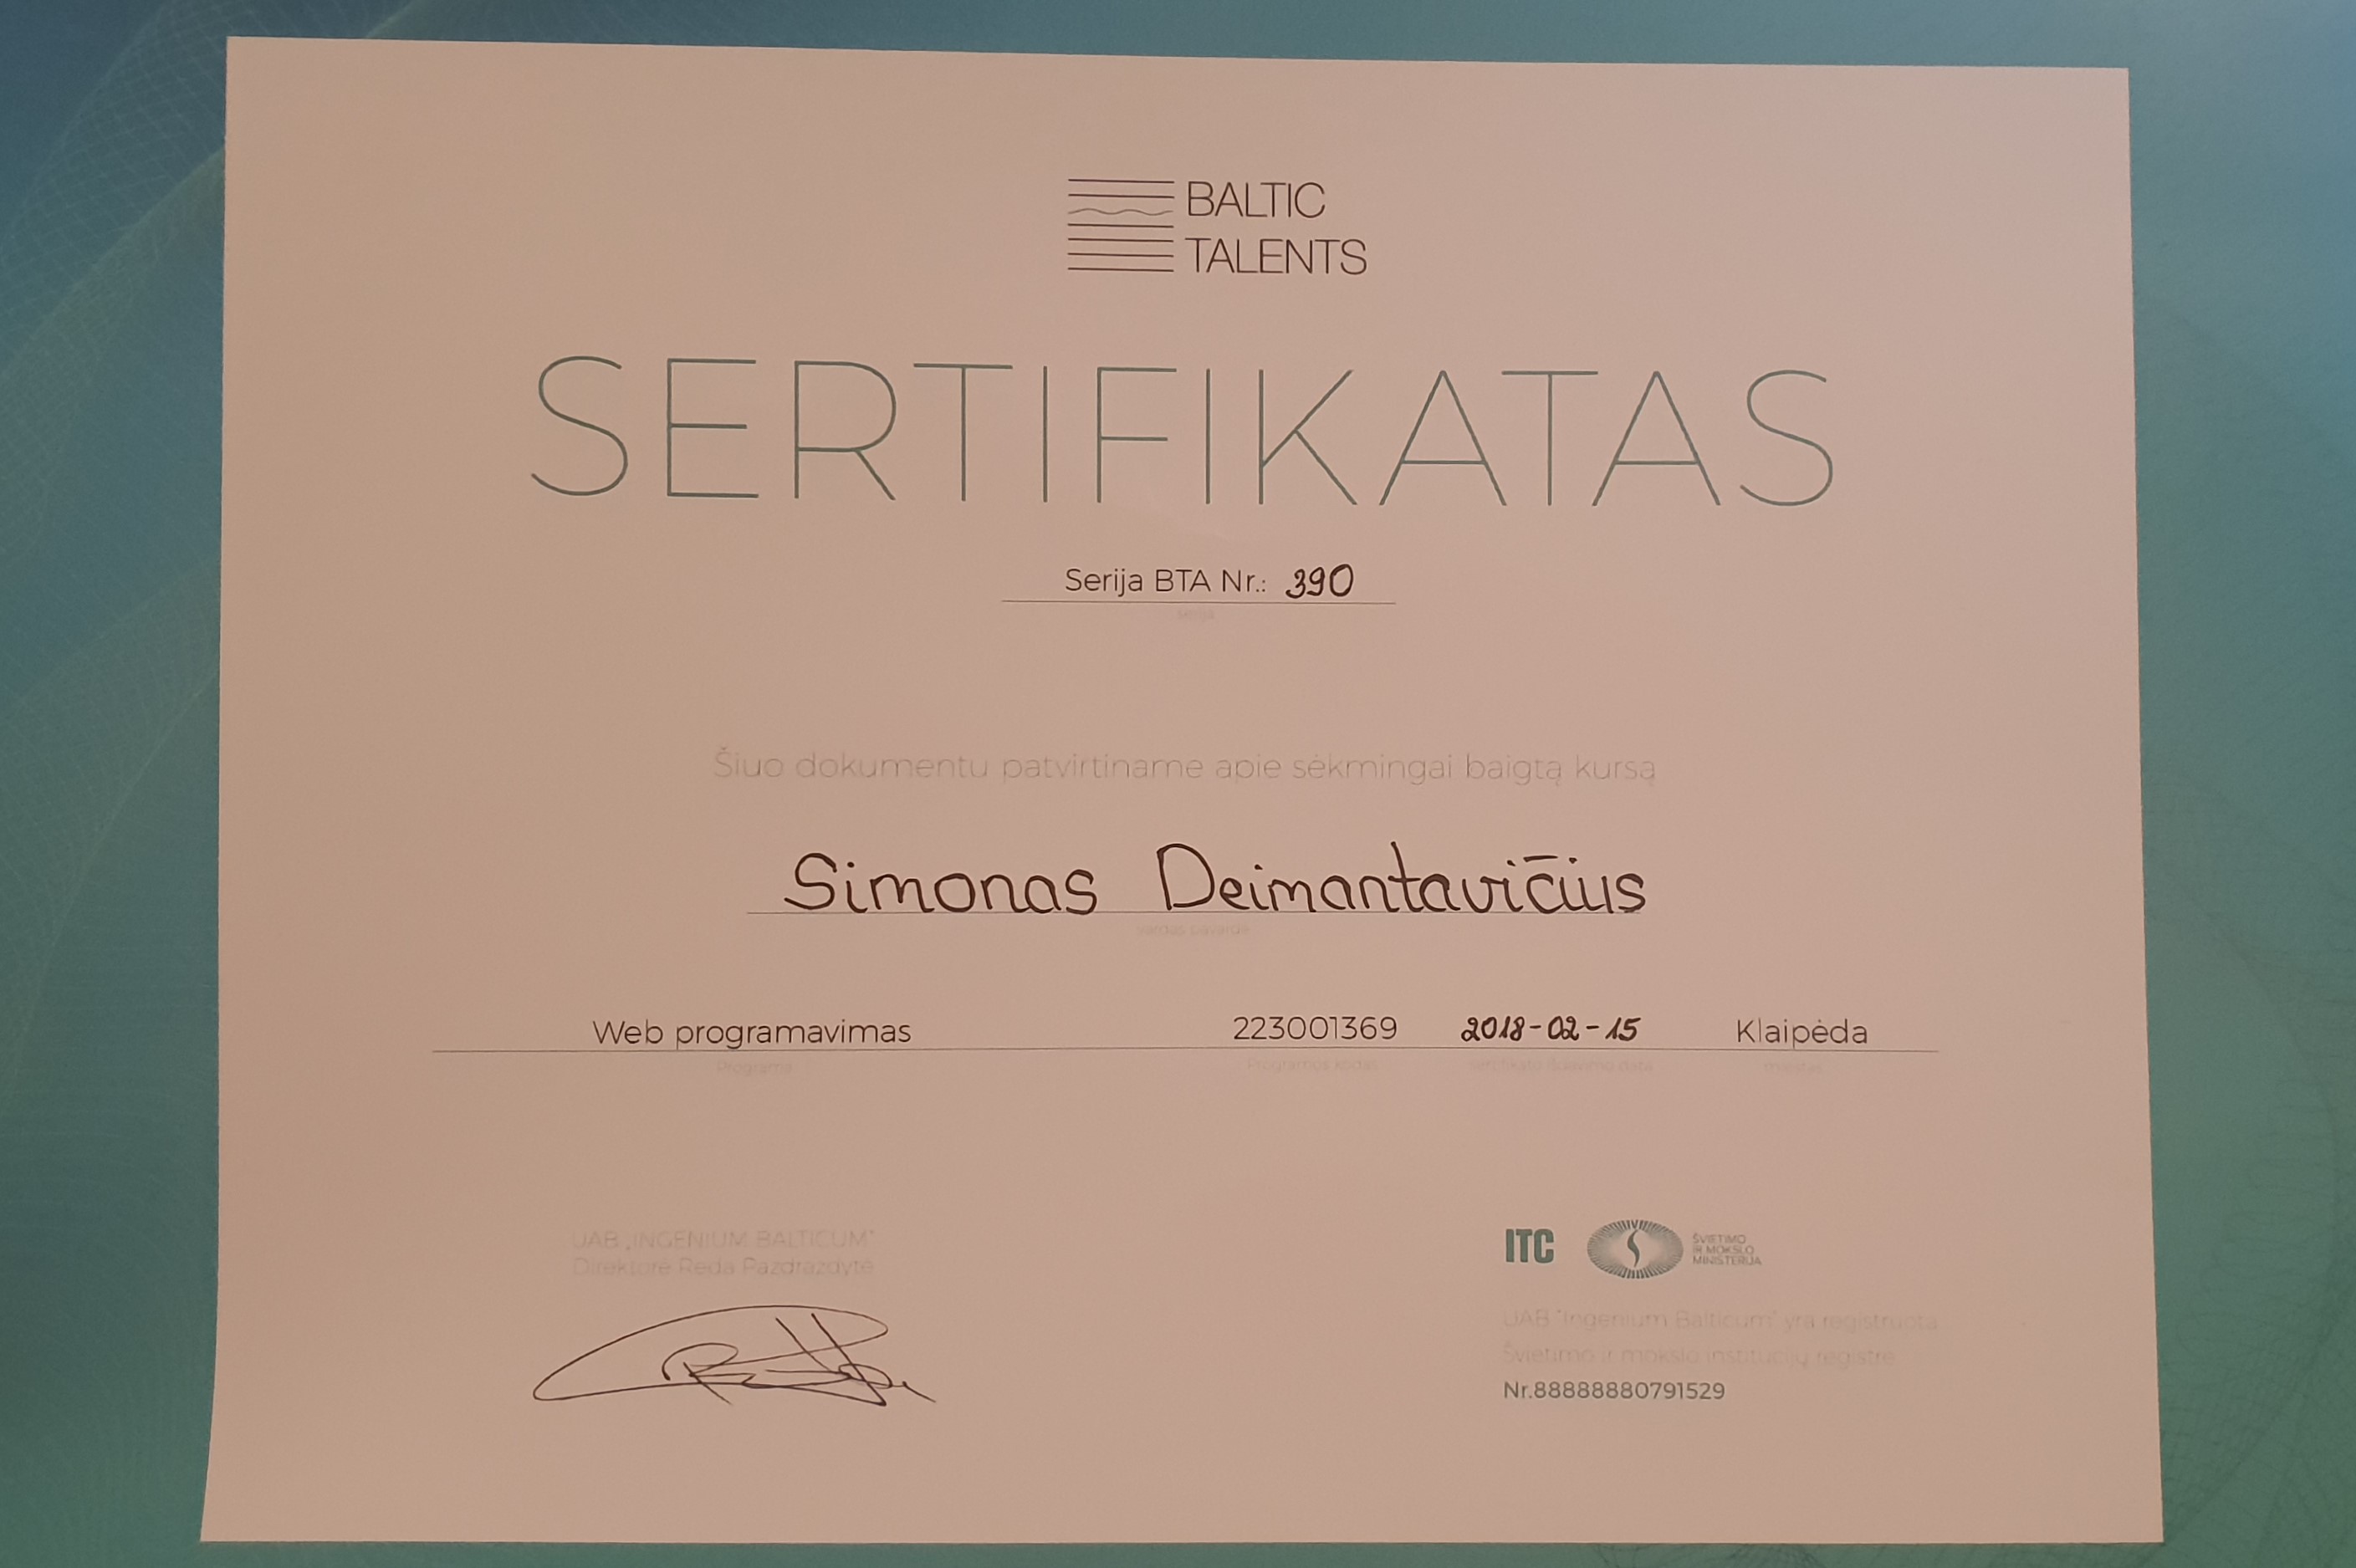 BALTIC
TALENTS
SERTIFIKATAS
Serija BTA Nr.: 390
serija
Šiuo dokumentu patvirtiname apie sėkmingai baigtą kursą
Simonas Deimantavičius
vardas pavardė
Web programavimas 223001369 2018-02-15 Klaipėda
Programa Programos kodas sertifikato išdavimo data miestas
UAB „INGENIUM BALTICUM"
Direktorė Reda Pazdrazdytė
ITC ŠVIETIMO
IR MOKSLO
MINISTERIJA
UAB "Ingenium Balticum" yra registruota
Švietimo ir mokslo institucijų registre
Nr.88888880791529